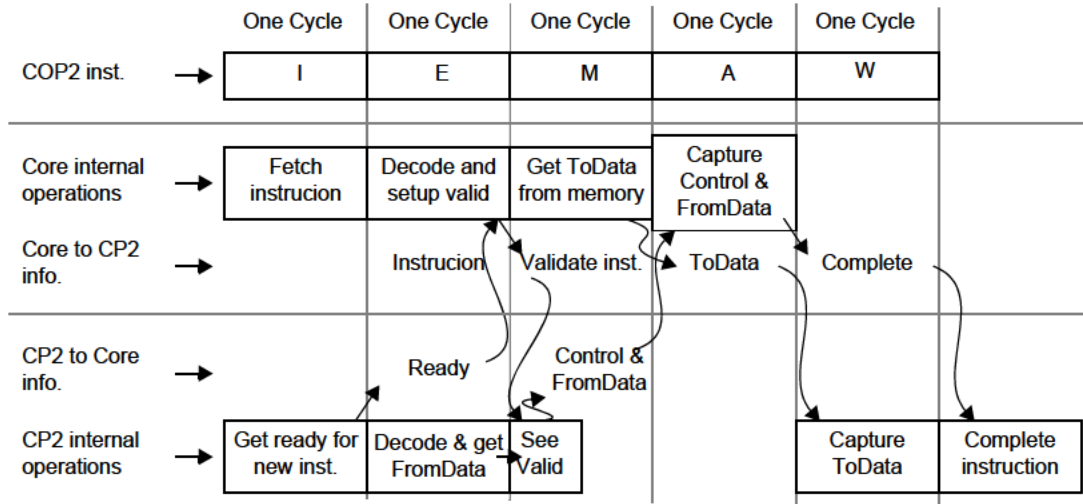 One Cycle One Cycle One Cycle One Cycle One Cycle
COP2 inst. I E M A W
Core internal
operations
Fetch
instrucion
Decode and
setup valid
Get ToData
from memory
Capture
Control &
FromData
Core to CP2
info.
Instrucion Validate inst. ToData Complete
CP2 to Core
info.
Ready
Control &
FromData
CP2 internal
operations
Get ready for
new inst.
Decode & get
FromData
See
Valid
Capture
ToData
Complete
instruction